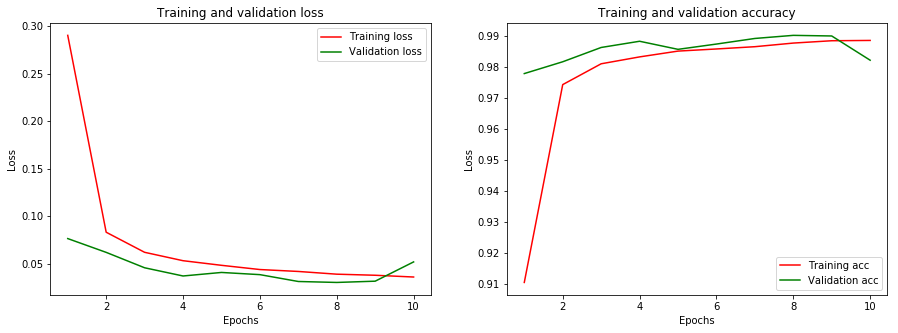 Training and validation loss
0.30
0.25
0.20
0.15
0.10
0.05
Loss
Training loss
Validation loss
2
4
6
8
10
Epochs
Training and validation accuracy
0.99
0.98
0.97
0.96
0.95
0.94
0.93
0.92
0.91
Loss
Training acc
Validation acc
2
4
6
8
10
Epochs